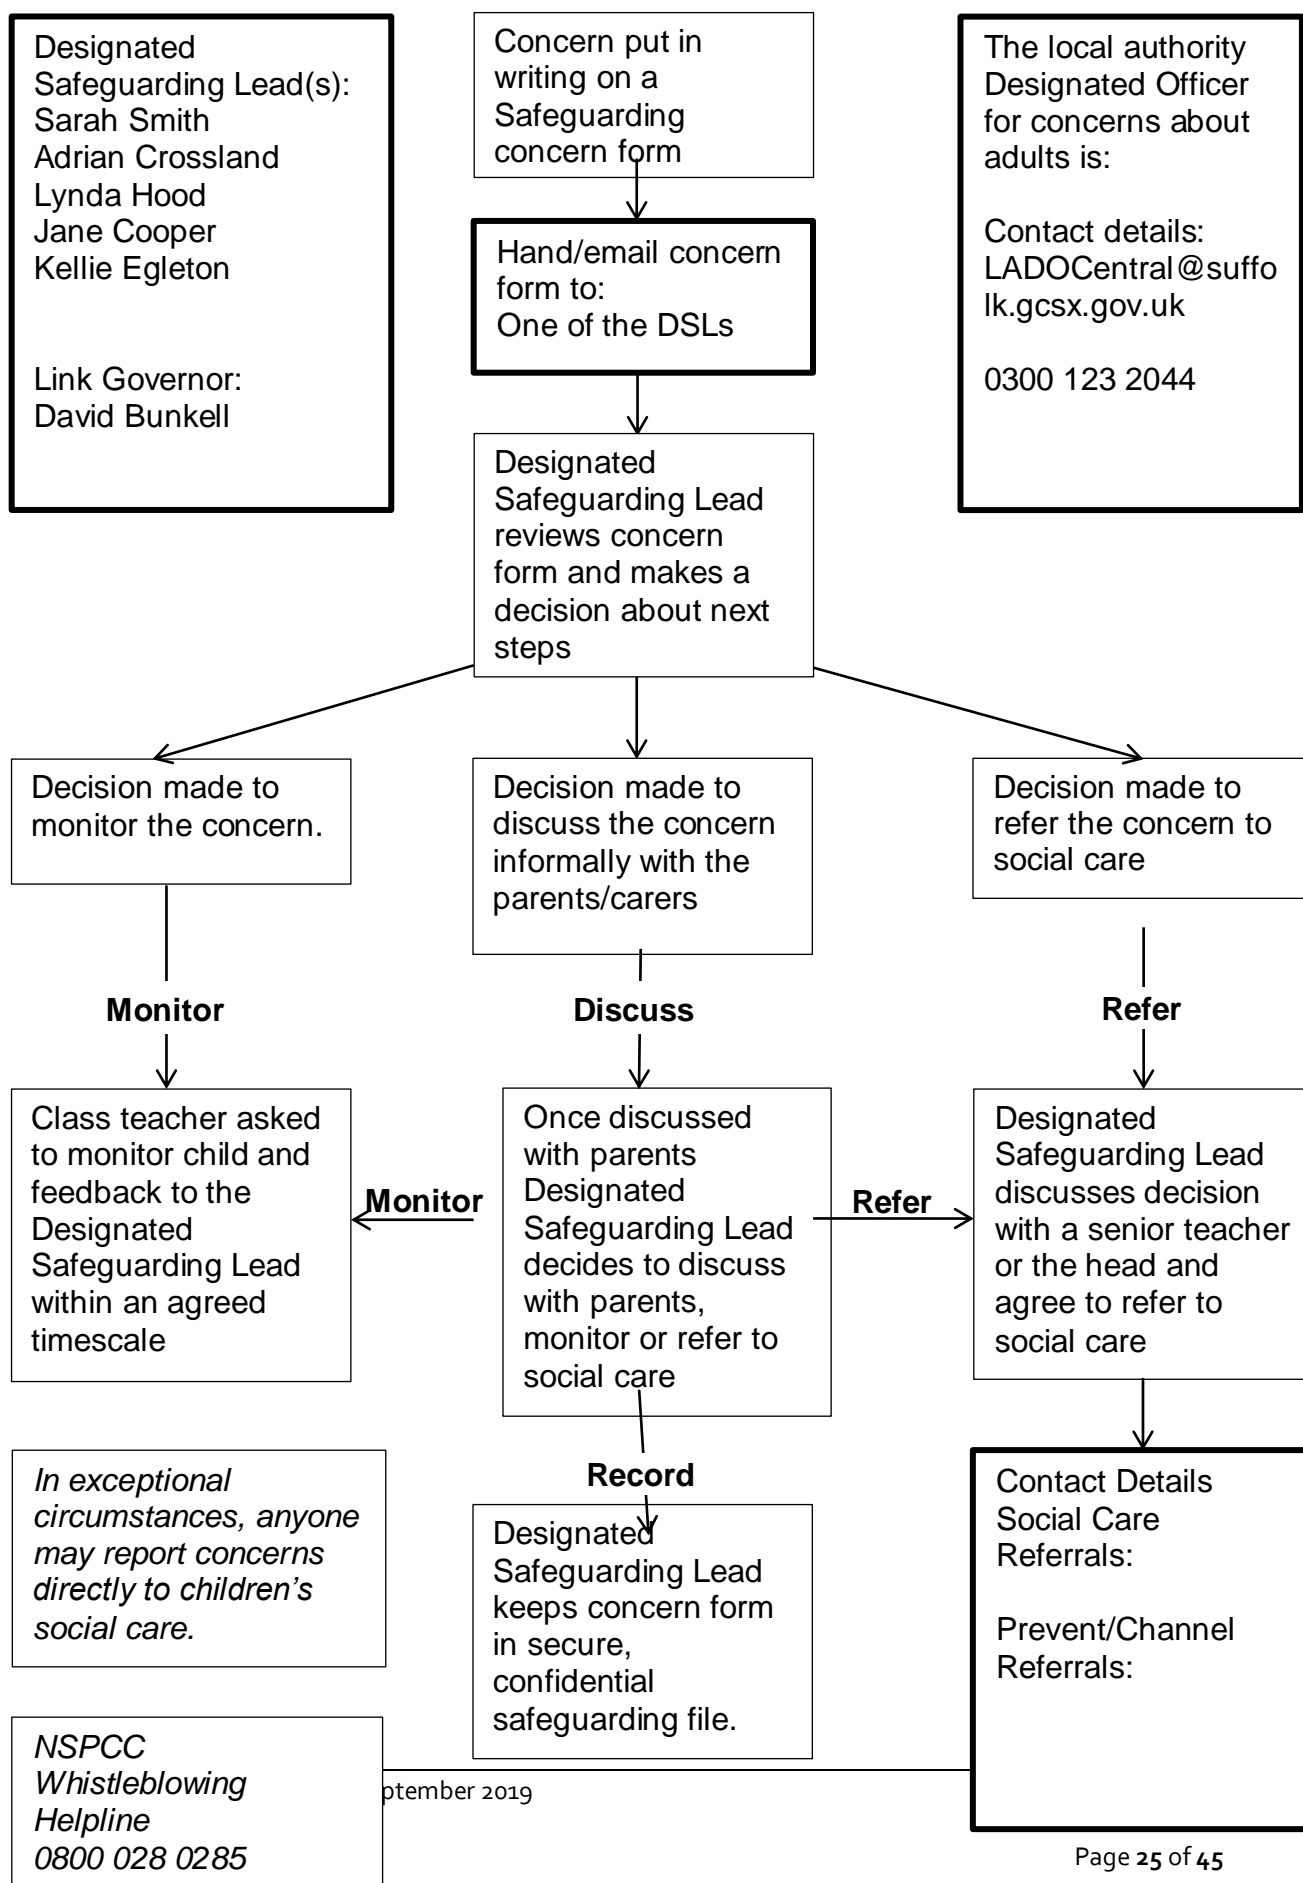 Designated
Safeguarding Lead(s):
Sarah Smith
Adrian Crossland
Lynda Hood
Jane Cooper
Kellie Egleton
Link Governor:
David Bunkell
Concern put in
writing on a
Safeguarding
concern form
The local authority
Designated Officer
for concerns about
adults is:
Contact details:
LADOCentral@suffo
lk.gcsx.gov.uk
0300 123 2044
Hand/email concern
form to:
One of the DSLs
Designated
Safeguarding Lead
reviews concern
form and makes a
decision about next
steps
Decision made to
monitor the concern.
Decision made to
discuss the concern
informally with the
parents/carers
Decision made to
refer the concern to
social care
Monitor
Discuss
Refer
Class teacher asked
to monitor child and
feedback to the
Designated
Safeguarding Lead
within an agreed
timescale
Monitor
Once discussed
with parents
Designated
Safeguarding Lead
decides to discuss
with parents,
monitor or refer to
social care
Refer
Designated
Safeguarding Lead
discusses decision
with a senior teacher
or the head and
agree to refer to
social care
In exceptional
circumstances, anyone
may report concerns
directly to children’s
social care.
Record
Designated
Safeguarding Lead
keeps concern form
in secure,
confidential
safeguarding file.
Contact Details
Social Care
Referrals:
Prevent/Channel
Referrals:
NSPCC
Whistleblowing
Helpline
0800 028 0285
ptember 2019
Page 25 of 45